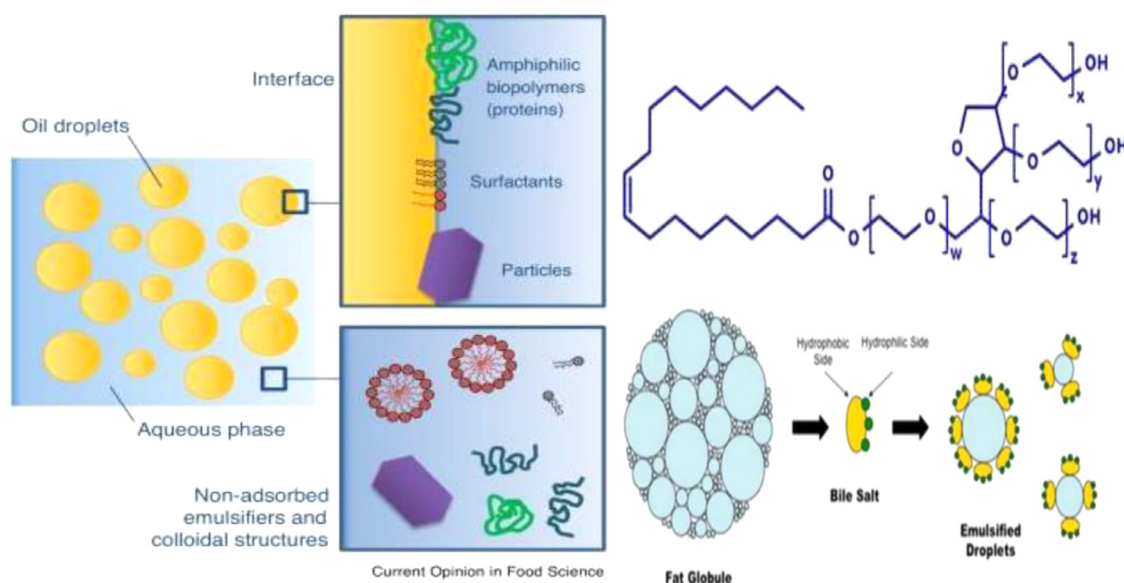 Interface
Oil droplets
Aqueous phase
Amphiphilic
biopolymers
(proteins)
Surfactants
Particles
Non-adsorbed
emulsifiers and
colloidal structures
Current Opinion in Food Science
O
OH
x
O
O
OH
y
O
O
O
w
O
OH
z
Hydrophobic
Side
Hydrophilic Side
Bile Salt
Fat Globule
Emulsified
Droplets